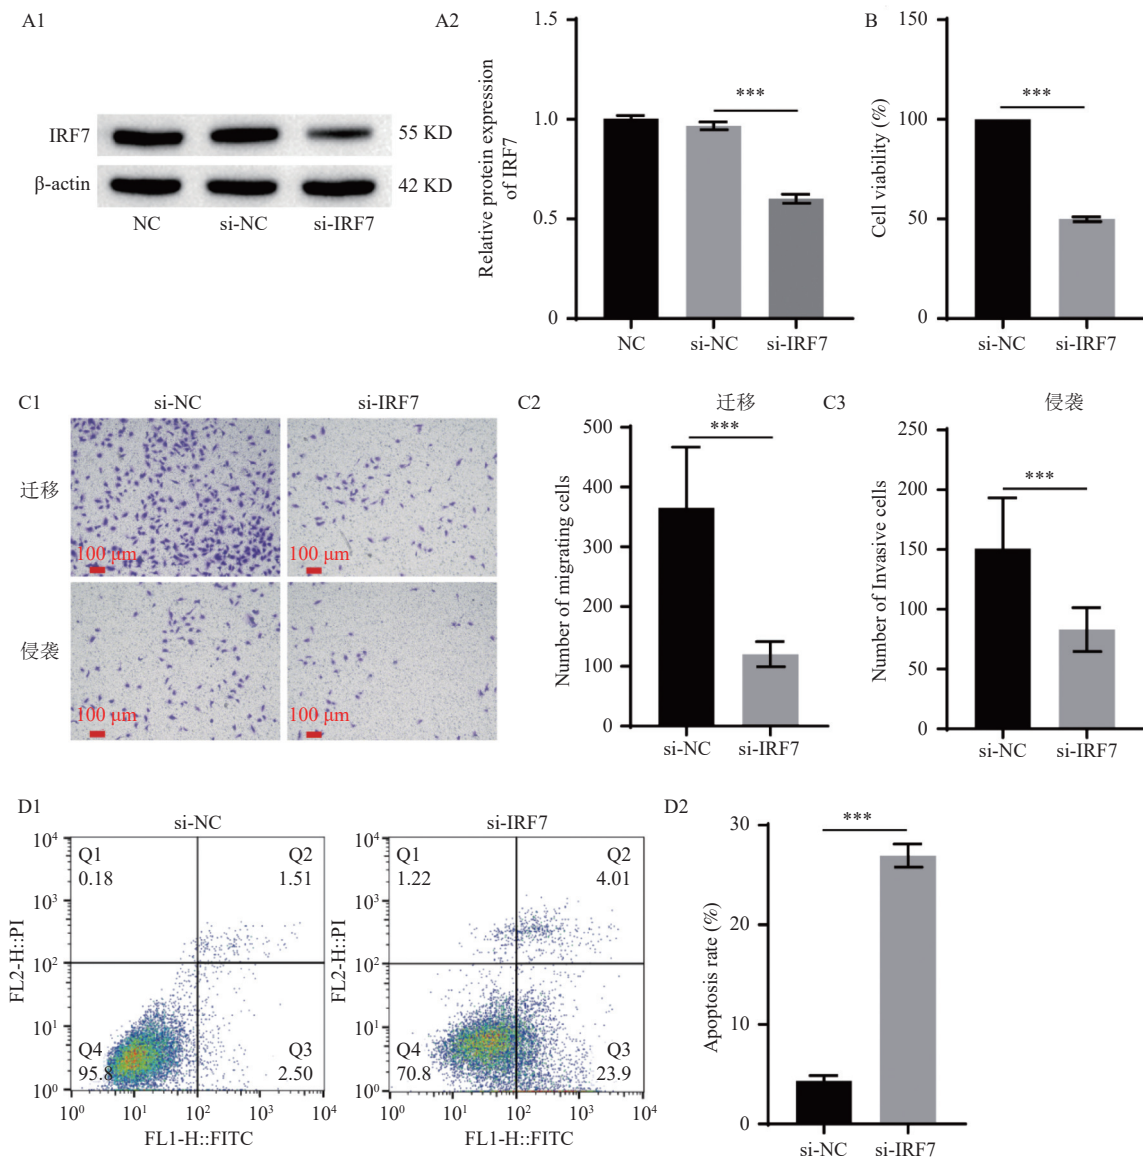 A1
IRF7
55 KD
β-actin
42 KD
NC
si-NC
si-IRF7
A2
Relative protein expression
of IRF7
1.5
1.0
0.5
0
***
NC
si-NC
si-IRF7
B
Cell viability (%)
150
100
50
0
***
si-NC
si-IRF7
C1
si-NC
si-IRF7
迁移
100 μm
100 μm
侵袭
100 μm
100 μm
C2
迁移
Number of migrating cells
500
400
300
200
100
0
***
si-NC
si-IRF7
C3
侵袭
Number of Invasive cells
250
200
150
100
50
0
***
si-NC
si-IRF7
D1
si-NC
FL2-H::PI
10⁴
10³
10²
10¹
10⁰
Q1
0.18
Q2
1.51
Q4
95.8
Q3
2.50
10⁰ 10¹ 10² 10³ 10⁴
FL1-H::FITC
si-IRF7
FL2-H::PI
10⁴
10³
10²
10¹
10⁰
Q1
1.22
Q2
4.01
Q4
70.8
Q3
23.9
10⁰ 10¹ 10² 10³ 10⁴
FL1-H::FITC
D2
Apoptosis rate (%)
30
20
10
0
***
si-NC
si-IRF7